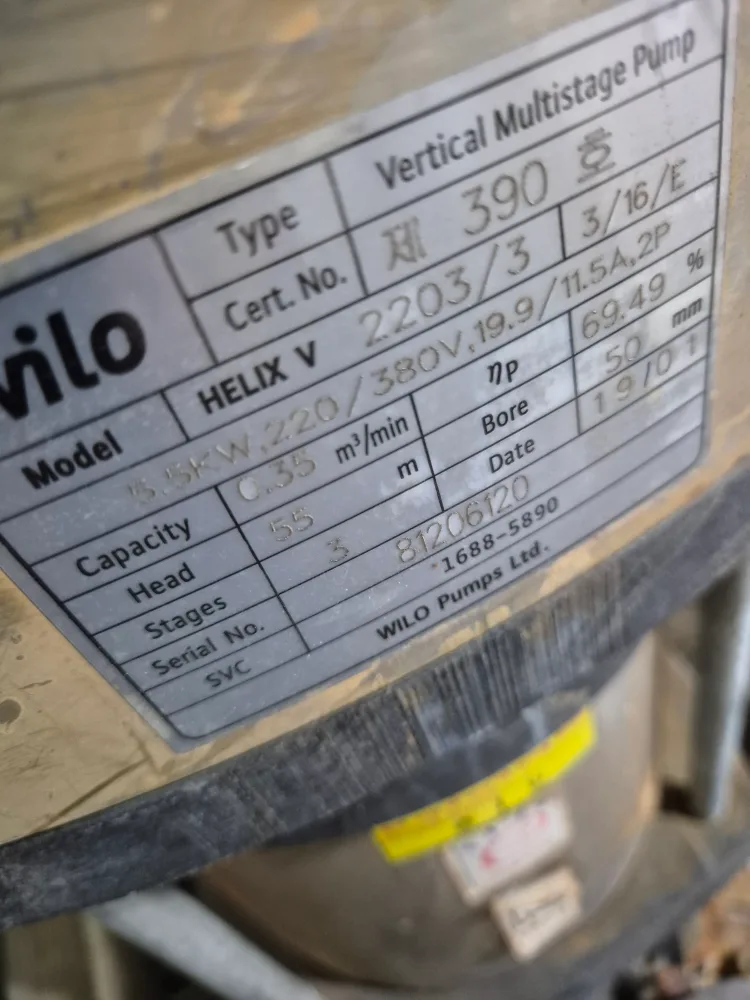 wilo
Type Vertical Multistage Pump
Cert. No. 제 390 호
Model HELIX V 2203/3 3/16/E
5.5KW,220/380V,19.9/11.5A,2P
Capacity 0.35 m³/min ηp 69.49 %
Head 55 m Bore 50 mm
Stages 3 Date 19/01
Serial No. 81206120
SVC 1688-5890
WILO Pumps Ltd.